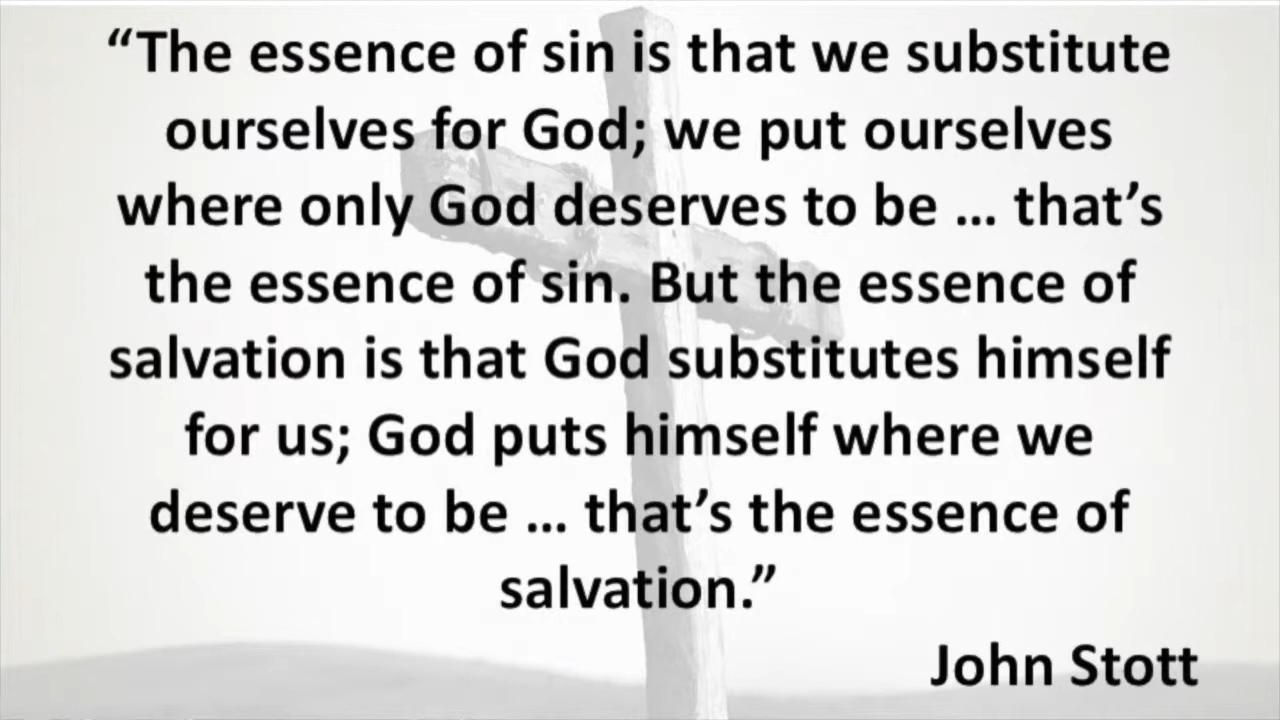 “The essence of sin is that we substitute
ourselves for God; we put ourselves
where only God deserves to be ... that’s
the essence of sin. But the essence of
salvation is that God substitutes himself
for us; God puts himself where we
deserve to be ... that’s the essence of
salvation.”
John Stott